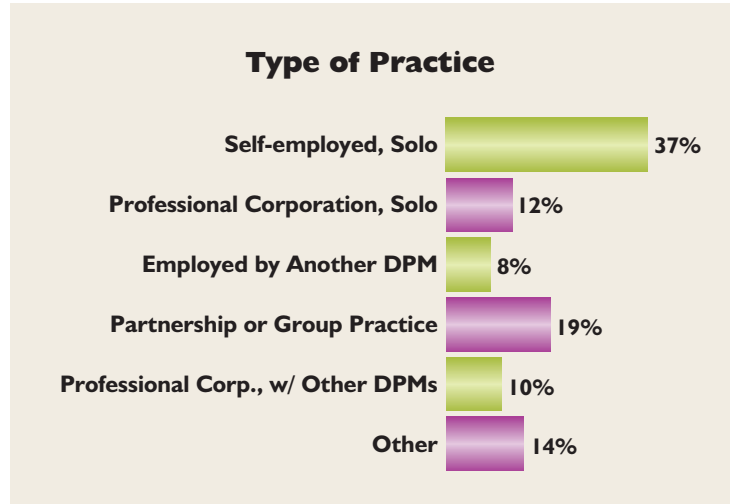 Type of Practice
Self-employed, Solo 37%
Professional Corporation, Solo 12%
Employed by Another DPM 8%
Partnership or Group Practice 19%
Professional Corp., w/ Other DPMs 10%
Other 14%